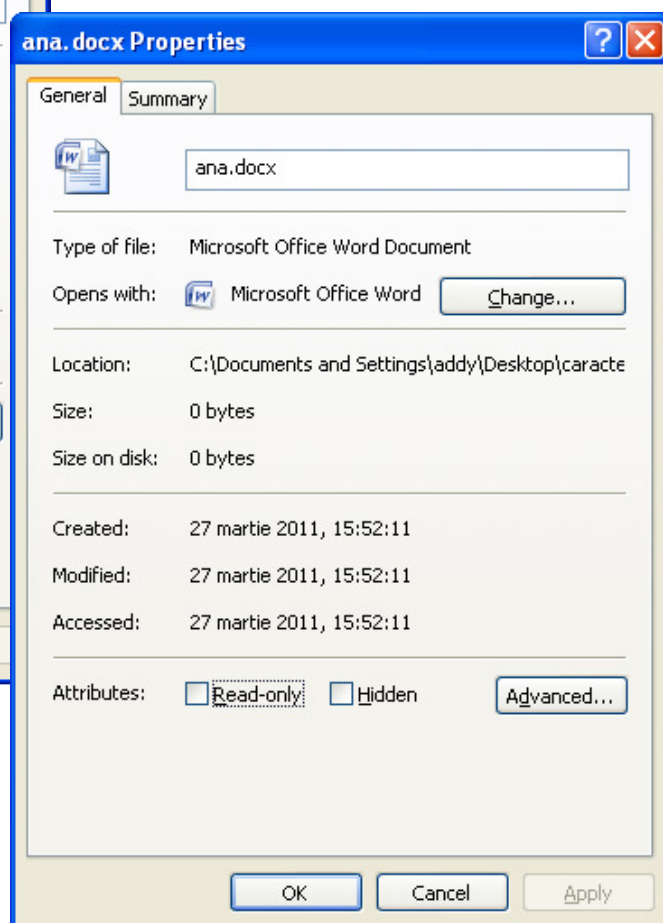 ana.docx Properties
General Summary
ana.docx
Type of file: Microsoft Office Word Document
Opens with: Microsoft Office Word Change...
Location: C:\Documents and Settings\addy\Desktop\caracte
Size: 0 bytes
Size on disk: 0 bytes
Created: 27 martie 2011, 15:52:11
Modified: 27 martie 2011, 15:52:11
Accessed: 27 martie 2011, 15:52:11
Attributes: Read-only Hidden Advanced...
OK Cancel Apply